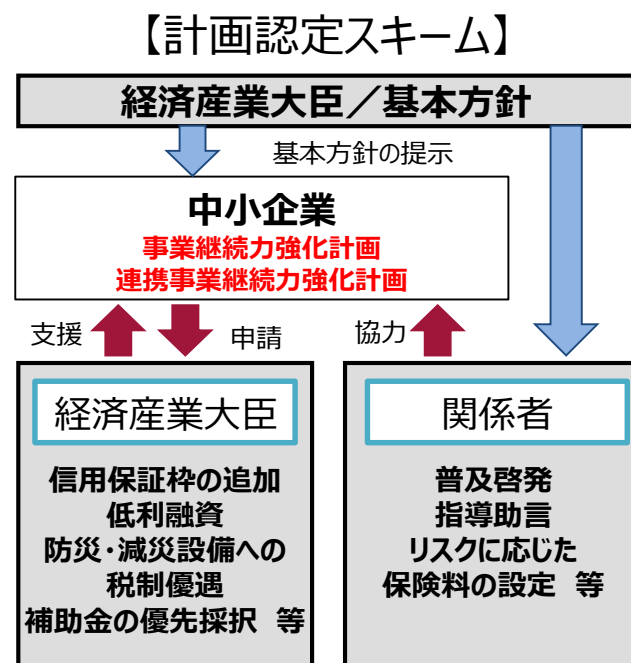 【計画認定スキーム】
経済産業大臣／基本方針
基本方針の提示
中小企業
事業継続力強化計画
連携事業継続力強化計画
支援
申請
協力
経済産業大臣
信用保証枠の追加
低利融資
防災・減災設備への
税制優遇
補助金の優先採択 等
関係者
普及啓発
指導助言
リスクに応じた
保険料の設定 等